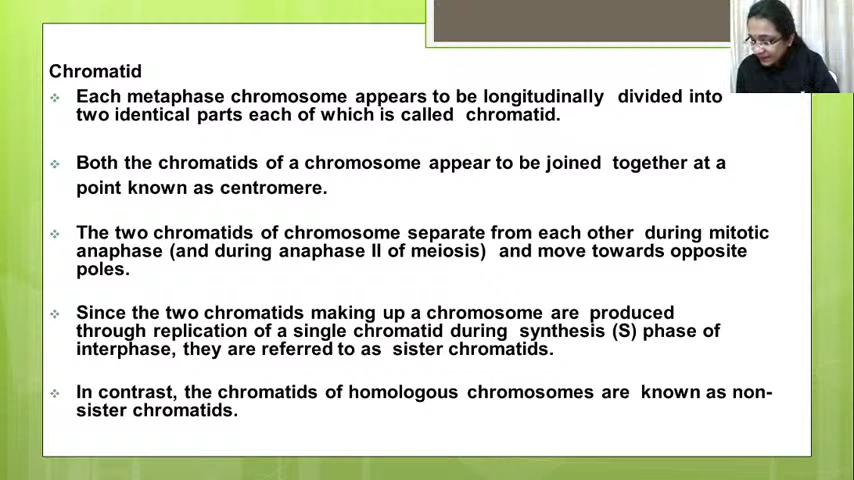 Chromatid
Each metaphase chromosome appears to be longitudinally divided into
two identical parts each of which is called chromatid.
Both the chromatids of a chromosome appear to be joined together at a
point known as centromere.
The two chromatids of chromosome separate from each other during mitotic
anaphase (and during anaphase II of meiosis) and move towards opposite
poles.
Since the two chromatids making up a chromosome are produced
through replication of a single chromatid during synthesis (S) phase of
interphase, they are referred to as sister chromatids.
In contrast, the chromatids of homologous chromosomes are known as non-
sister chromatids.